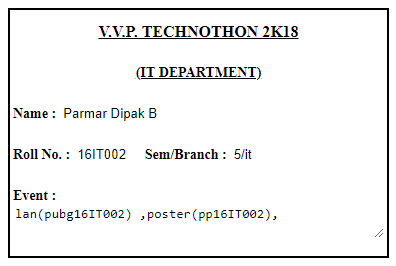 V.V.P. TECHNOTHON 2K18
(IT DEPARTMENT)
Name : Parmar Dipak B
Roll No. : 16IT002 Sem/Branch : 5/it
Event :
lan(pubg16IT002) ,poster(pp16IT002),